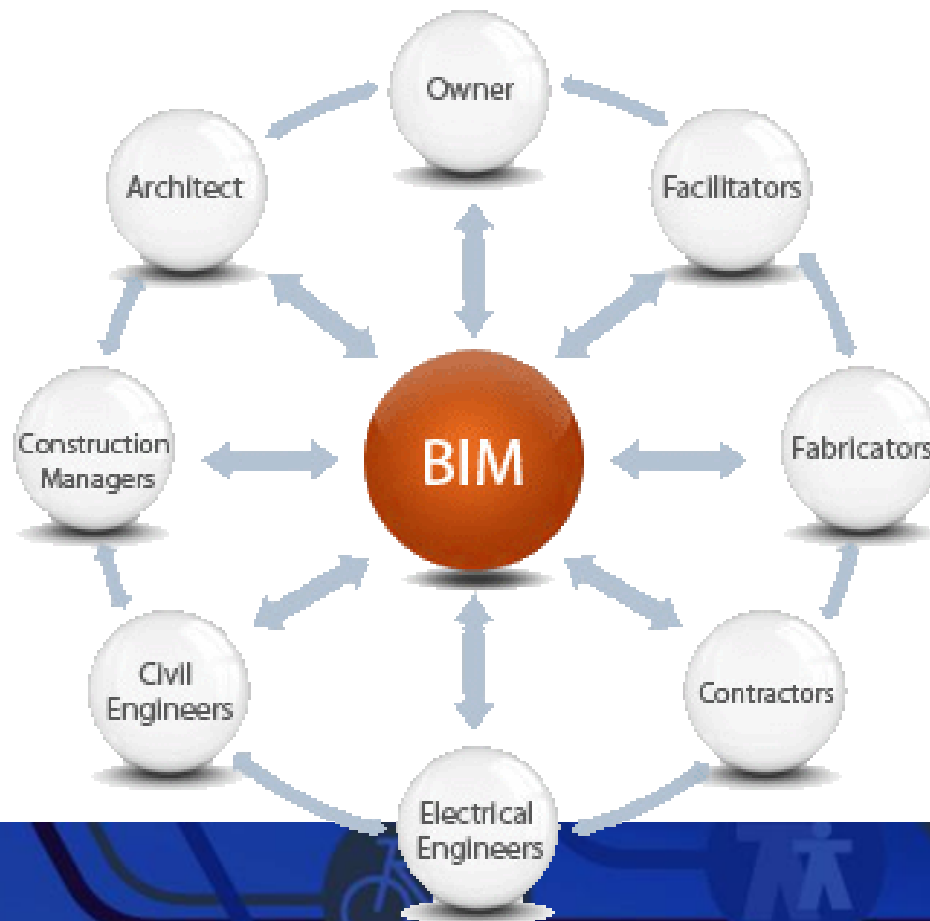 Owner
Architect
Facilitators
Construction
Managers
BIM
Fabricators
Civil
Engineers
Contractors
Electrical
Engineers